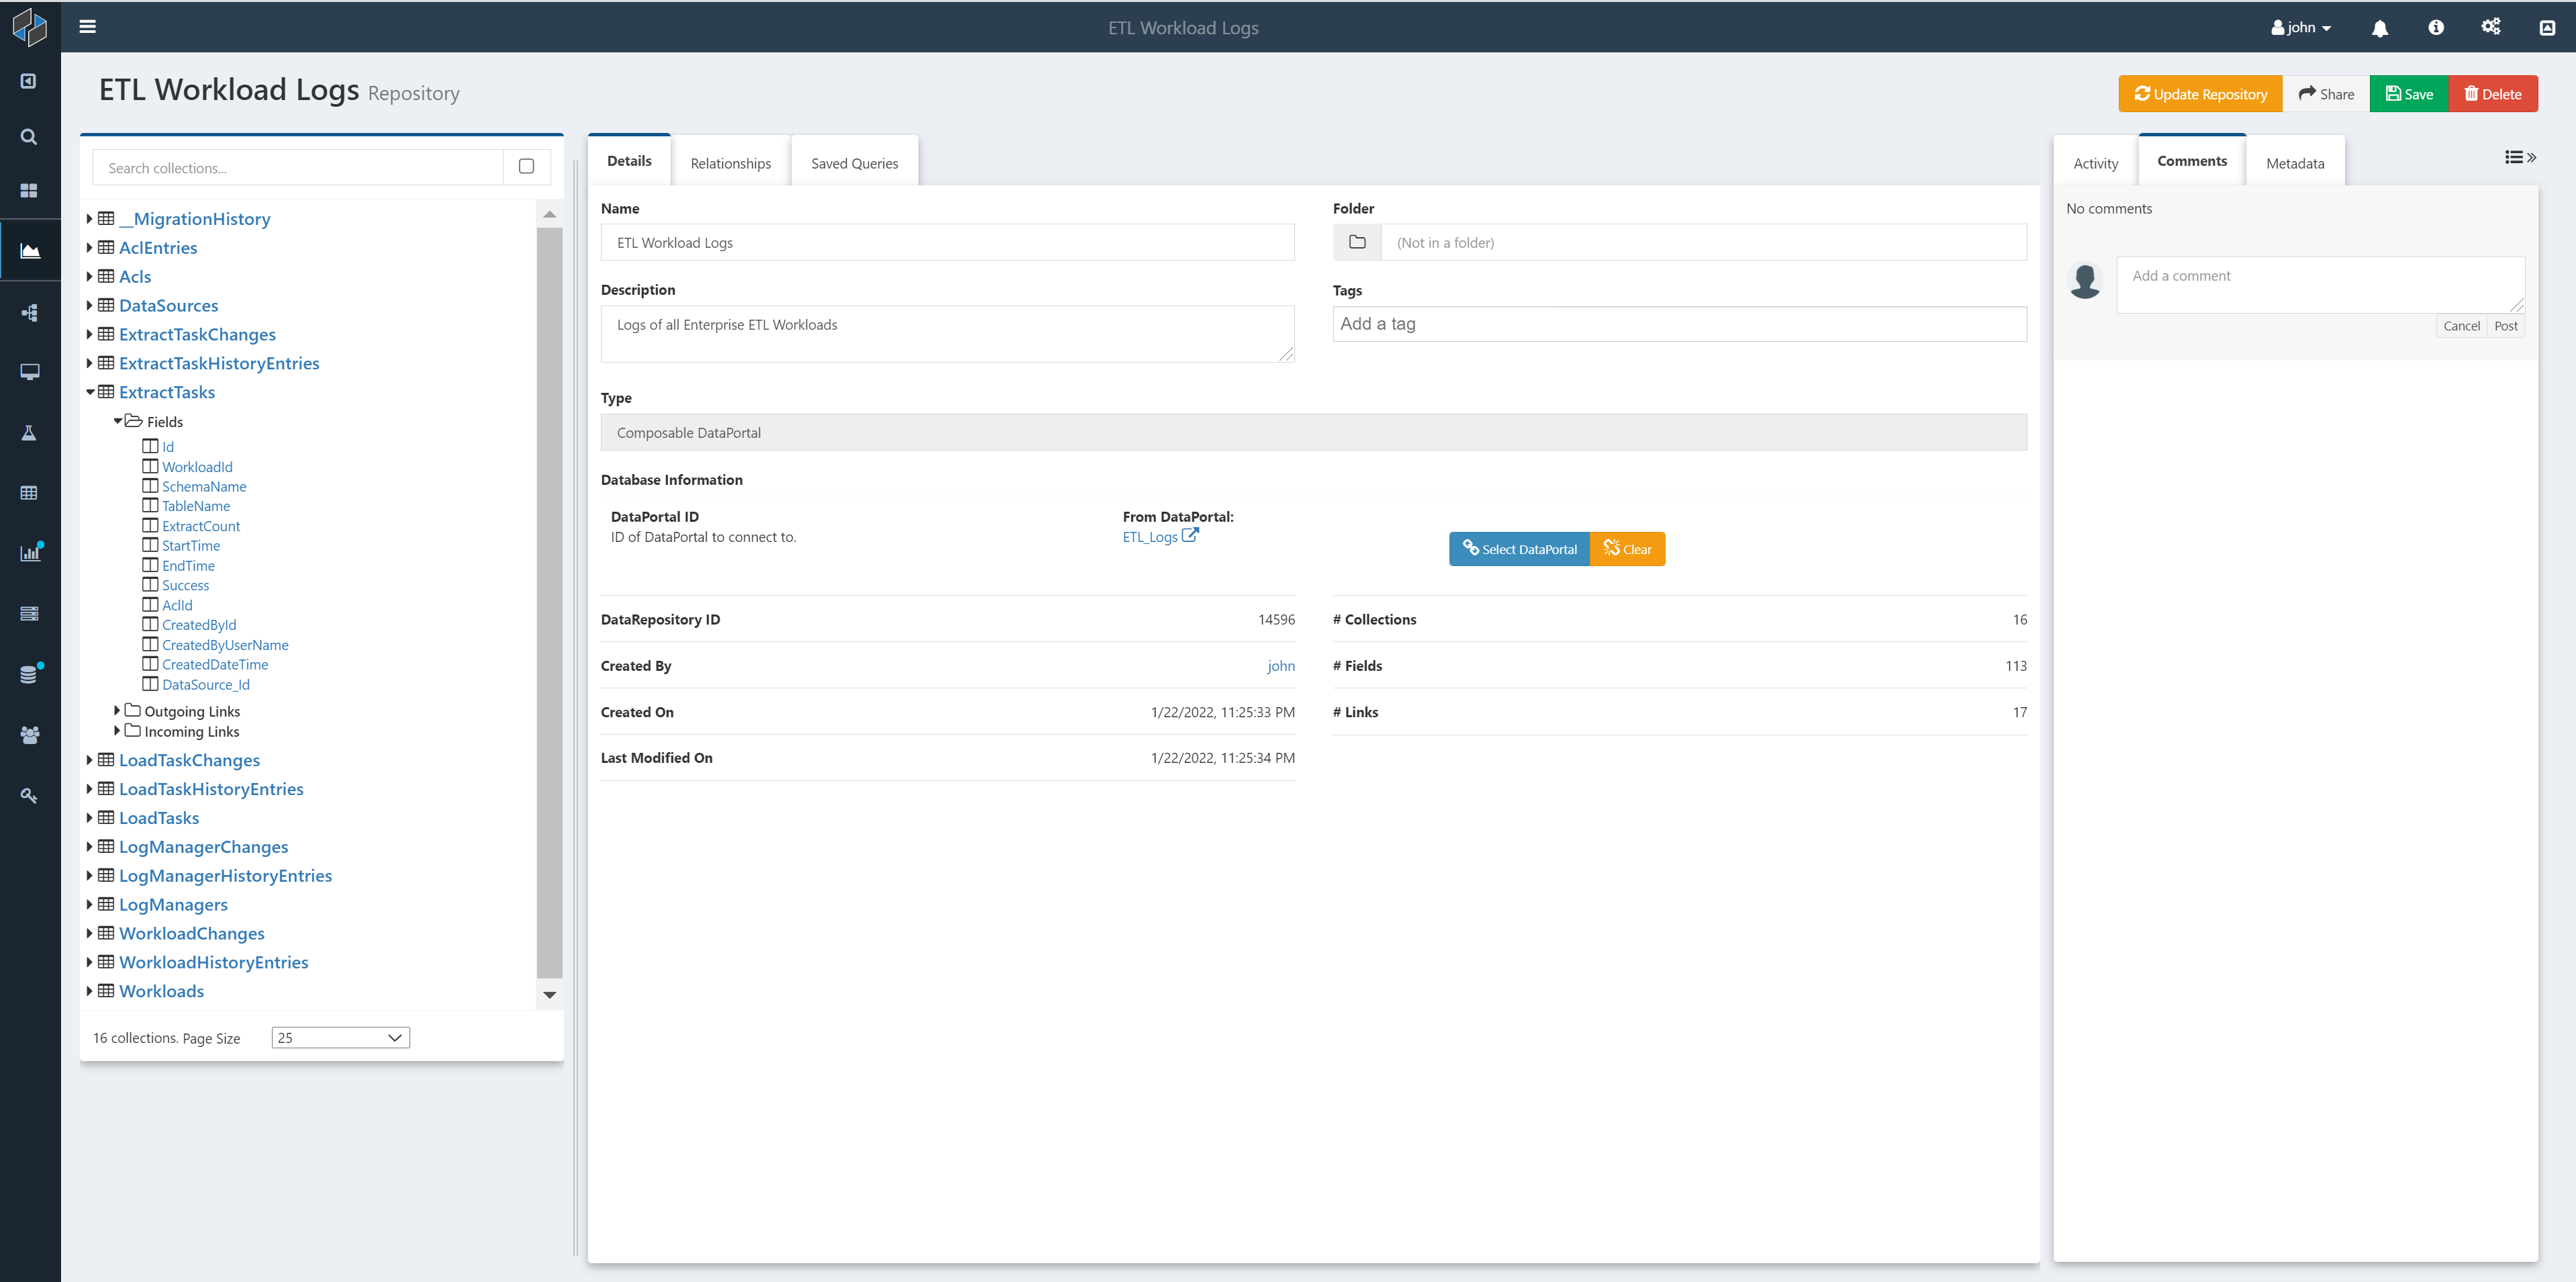 ETL Workload Logs
john
ETL Workload Logs Repository
Update Repository
Share
Save
Delete
Search collections...
__MigrationHistory
AclEntries
Acls
DataSources
ExtractTaskChanges
ExtractTaskHistoryEntries
ExtractTasks
Fields
Id
WorkloadId
SchemaName
TableName
ExtractCount
StartTime
EndTime
Success
AclId
CreatedById
CreatedByUserName
CreatedDateTime
DataSource_Id
Outgoing Links
Incoming Links
LoadTaskChanges
LoadTaskHistoryEntries
LoadTasks
LogManagerChanges
LogManagerHistoryEntries
LogManagers
WorkloadChanges
WorkloadHistoryEntries
Workloads
16 collections. Page Size 25
Details
Relationships
Saved Queries
Name
ETL Workload Logs
Folder
(Not in a folder)
Description
Logs of all Enterprise ETL Workloads
Tags
Add a tag
Type
Composable DataPortal
Database Information
DataPortal ID
ID of DataPortal to connect to.
From DataPortal:
ETL_Logs
Select DataPortal
Clear
DataRepository ID 14596
# Collections 16
Created By john
# Fields 113
Created On 1/22/2022, 11:25:33 PM
# Links 17
Last Modified On 1/22/2022, 11:25:34 PM
Activity
Comments
Metadata
No comments
Add a comment
Cancel
Post